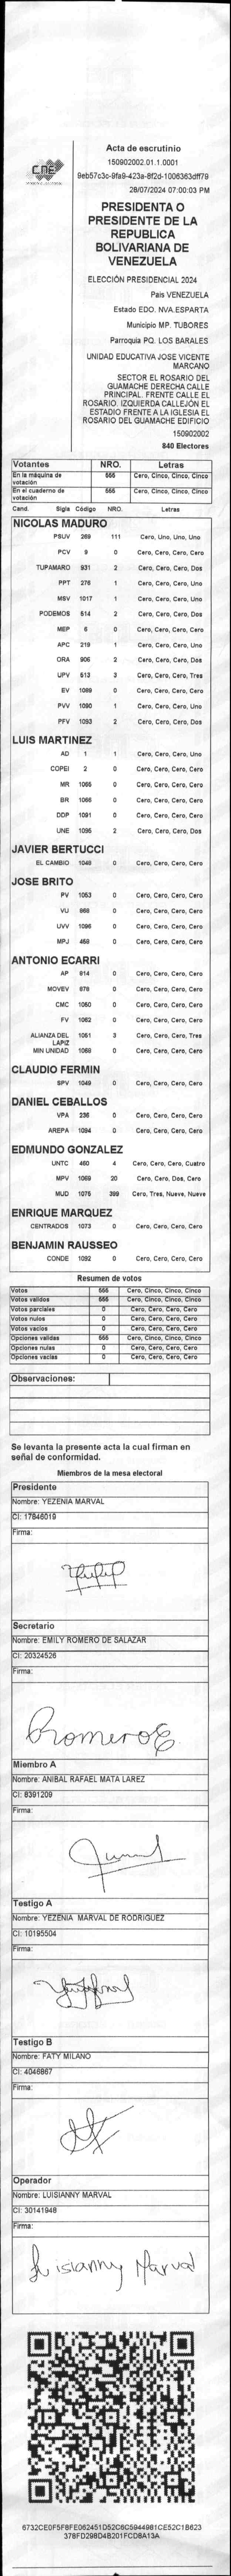 CNE
Acta de escrutinio
150902002.01.1.0001
9eb57c3c-9fa9-423a-8f2d-1006363dff79
28/07/2024 07:00:03 PM
PRESIDENTA O
PRESIDENTE DE LA
REPUBLICA
BOLIVARIANA DE
VENEZUELA
ELECCIÓN PRESIDENCIAL 2024
Pais VENEZUELA
Estado EDO. NVA.ESPARTA
Municipio MP. TUBORES
Parroquia PQ. LOS BARALES
UNIDAD EDUCATIVA JOSE VICENTE
MARCANO
SECTOR EL ROSARIO DEL
GUAMACHE DERECHA CALLE
PRINCIPAL. FRENTE CALLE EL
ROSARIO. IZQUIERDA CALLEJÓN EL
ESTADIO FRENTE A LA IGLESIA EL
ROSARIO DEL GUAMACHE EDIFICIO
150902002
840 Electores
Votantes NRO. Letras
En la máquina de votación 555 Cero, Cinco, Cinco, Cinco
En el cuaderno de votación 555 Cero, Cinco, Cinco, Cinco
Cand. Sigla Código NRO. Letras
NICOLAS MADURO
PSUV 269 111 Cero, Uno, Uno, Uno
PCV 9 0 Cero, Cero, Cero, Cero
TUPAMARO 931 2 Cero, Cero, Cero, Dos
PPT 276 1 Cero, Cero, Cero, Uno
MSV 1017 1 Cero, Cero, Cero, Uno
PODEMOS 514 2 Cero, Cero, Cero, Dos
MEP 6 0 Cero, Cero, Cero, Cero
APC 219 1 Cero, Cero, Cero, Uno
ORA 906 2 Cero, Cero, Cero, Dos
UPV 513 3 Cero, Cero, Cero, Tres
EV 1089 0 Cero, Cero, Cero, Cero
PVV 1090 1 Cero, Cero, Cero, Uno
PFV 1093 2 Cero, Cero, Cero, Dos
LUIS MARTINEZ
AD 1 1 Cero, Cero, Cero, Uno
COPEI 2 0 Cero, Cero, Cero, Cero
MR 1065 0 Cero, Cero, Cero, Cero
BR 1066 0 Cero, Cero, Cero, Cero
DDP 1091 0 Cero, Cero, Cero, Cero
UNE 1095 2 Cero, Cero, Cero, Dos
JAVIER BERTUCCI
EL CAMBIO 1048 0 Cero, Cero, Cero, Cero
JOSE BRITO
PV 1053 0 Cero, Cero, Cero, Cero
VU 868 0 Cero, Cero, Cero, Cero
UVV 1096 0 Cero, Cero, Cero, Cero
MPJ 458 0 Cero, Cero, Cero, Cero
ANTONIO ECARRI
AP 814 0 Cero, Cero, Cero, Cero
MOVEV 878 0 Cero, Cero, Cero, Cero
CMC 1050 0 Cero, Cero, Cero, Cero
FV 1052 0 Cero, Cero, Cero, Cero
ALIANZA DEL LAPIZ 1051 3 Cero, Cero, Cero, Tres
MIN UNIDAD 1068 0 Cero, Cero, Cero, Cero
CLAUDIO FERMIN
SPV 1049 0 Cero, Cero, Cero, Cero
DANIEL CEBALLOS
VPA 236 0 Cero, Cero, Cero, Cero
AREPA 1094 0 Cero, Cero, Cero, Cero
EDMUNDO GONZALEZ
UNTC 460 4 Cero, Cero, Cero, Cuatro
MPV 1069 20 Cero, Cero, Dos, Cero
MUD 1075 399 Cero, Tres, Nueve, Nueve
ENRIQUE MARQUEZ
CENTRADOS 1073 0 Cero, Cero, Cero, Cero
BENJAMIN RAUSSEO
CONDE 1092 0 Cero, Cero, Cero, Cero
Resumen de votos
Votos 555 Cero, Cinco, Cinco, Cinco
Votos validos 555 Cero, Cinco, Cinco, Cinco
Votos parciales 0 Cero, Cero, Cero, Cero
Votos nulos 0 Cero, Cero, Cero, Cero
Votos vacios 0 Cero, Cero, Cero, Cero
Opciones validas 555 Cero, Cinco, Cinco, Cinco
Opciones nulas 0 Cero, Cero, Cero, Cero
Opciones vacias 0 Cero, Cero, Cero, Cero
Observaciones:
Se levanta la presente acta la cual firman en
señal de conformidad.
Miembros de la mesa electoral
Presidente
Nombre: YEZENIA MARVAL
CI: 17846019
Firma:
Secretario
Nombre: EMILY ROMERO DE SALAZAR
CI: 20324526
Firma:
Romero
Miembro A
Nombre: ANIBAL RAFAEL MATA LAREZ
CI: 8391209
Firma:
Testigo A
Nombre: YEZENIA MARVAL DE RODRIGUEZ
CI: 10195504
Firma:
Testigo B
Nombre: FATY MILANO
CI: 4046867
Firma:
Operador
Nombre: LUISIANNY MARVAL
CI: 30141948
Firma:
Luisianny Marval
6732CE0F5F8FE062451D52C6C5944981CE52C1B623
378FD298D4B201FCD8A13A